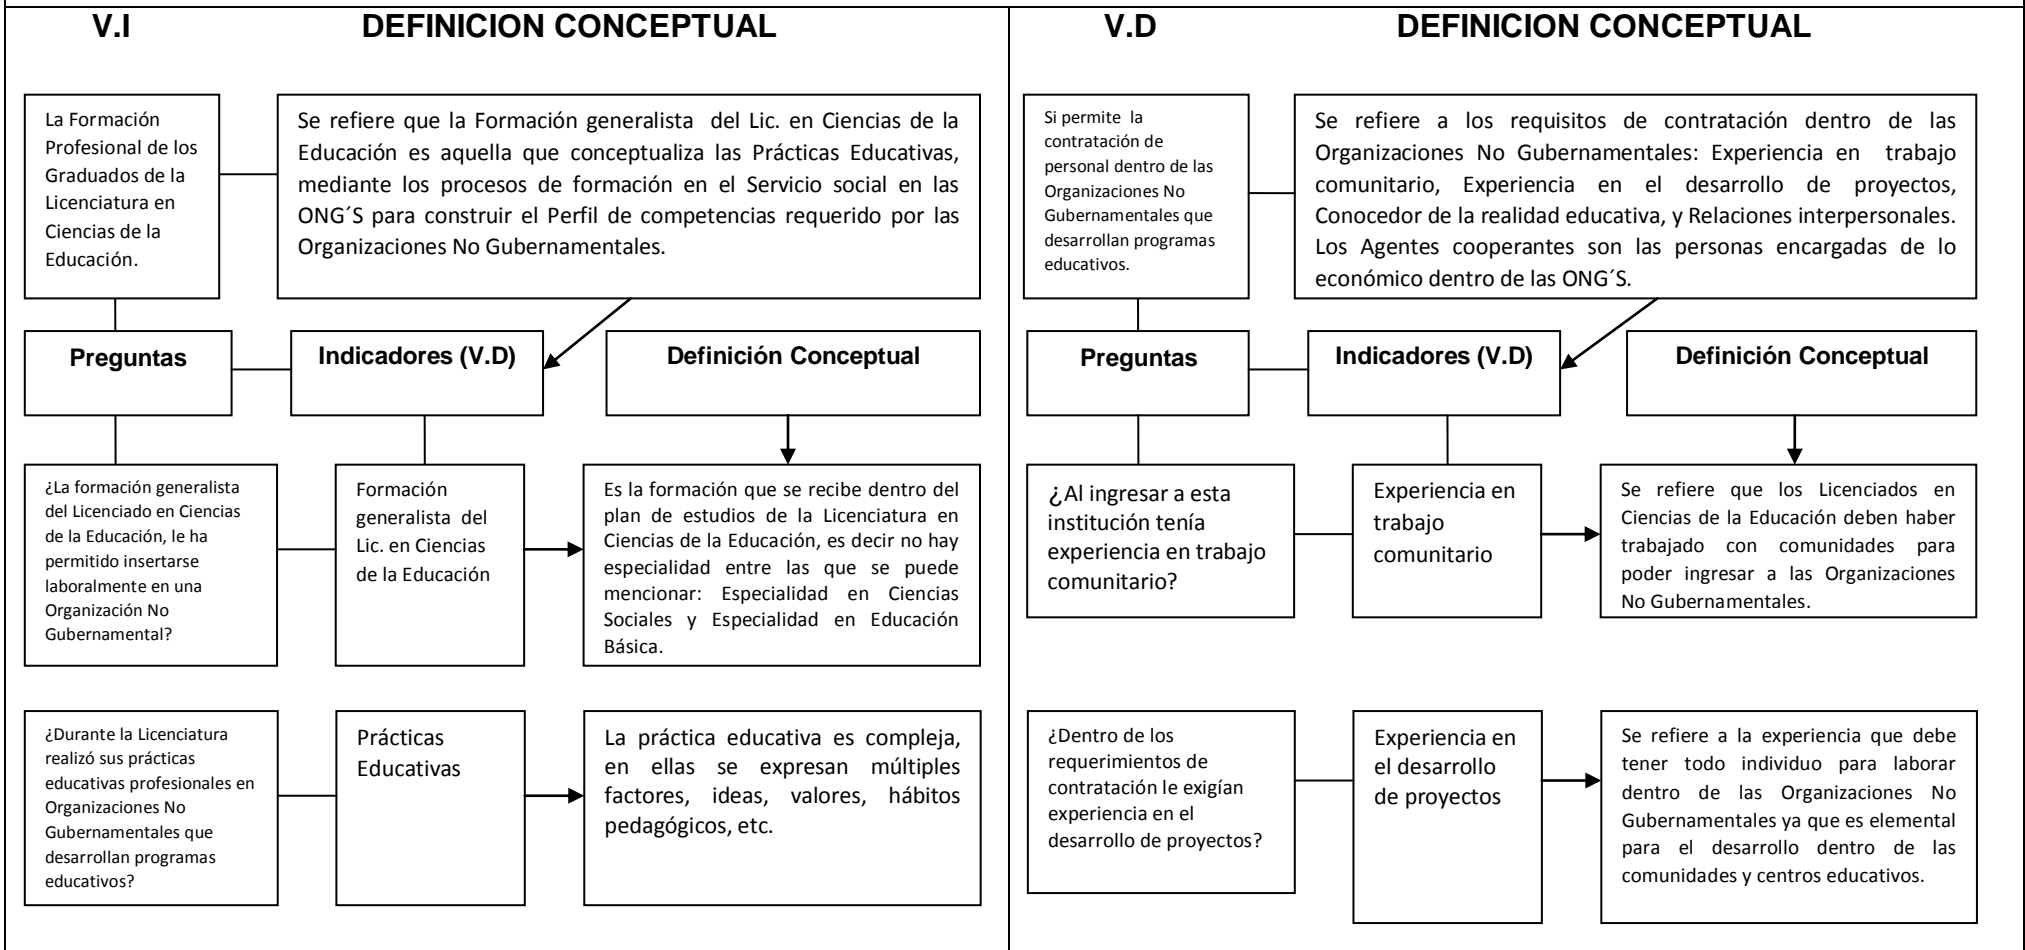 V.I DEFINICION CONCEPTUAL
La Formación
Profesional de los
Graduados de la
Licenciatura en
Ciencias de la
Educación.
Se refiere que la Formación generalista del Lic. en Ciencias de la
Educación es aquella que conceptualiza las Prácticas Educativas,
mediante los procesos de formación en el Servicio social en las
ONG´S para construir el Perfil de competencias requerido por las
Organizaciones No Gubernamentales.
Preguntas
Indicadores (V.D)
Definición Conceptual
¿La formación generalista
del Licenciado en Ciencias
de la Educación, le ha
permitido insertarse
laboralmente en una
Organización No
Gubernamental?
Formación
generalista del
Lic. en Ciencias
de la Educación
Es la formación que se recibe dentro del
plan de estudios de la Licenciatura en
Ciencias de la Educación, es decir no hay
especialidad entre las que se puede
mencionar: Especialidad en Ciencias
Sociales y Especialidad en Educación
Básica.
¿Durante la Licenciatura
realizó sus prácticas
educativas profesionales en
Organizaciones No
Gubernamentales que
desarrollan programas
educativos?
Prácticas
Educativas
La práctica educativa es compleja,
en ellas se expresan múltiples
factores, ideas, valores, hábitos
pedagógicos, etc.
V.D DEFINICION CONCEPTUAL
Si permite la
contratación de
personal dentro de las
Organizaciones No
Gubernamentales que
desarrollan programas
educativos.
Se refiere a los requisitos de contratación dentro de las
Organizaciones No Gubernamentales: Experiencia en trabajo
comunitario, Experiencia en el desarrollo de proyectos,
Conocedor de la realidad educativa, y Relaciones interpersonales.
Los Agentes cooperantes son las personas encargadas de lo
económico dentro de las ONG´S.
Preguntas
Indicadores (V.D)
Definición Conceptual
¿Al ingresar a esta
institución tenía
experiencia en trabajo
comunitario?
Experiencia en
trabajo
comunitario
Se refiere que los Licenciados en
Ciencias de la Educación deben haber
trabajado con comunidades para
poder ingresar a las Organizaciones
No Gubernamentales.
¿Dentro de los
requerimientos de
contratación le exigían
experiencia en el
desarrollo de proyectos?
Experiencia en
el desarrollo
de proyectos
Se refiere a la experiencia que debe
tener todo individuo para laborar
dentro de las Organizaciones No
Gubernamentales ya que es elemental
para el desarrollo dentro de las
comunidades y centros educativos.